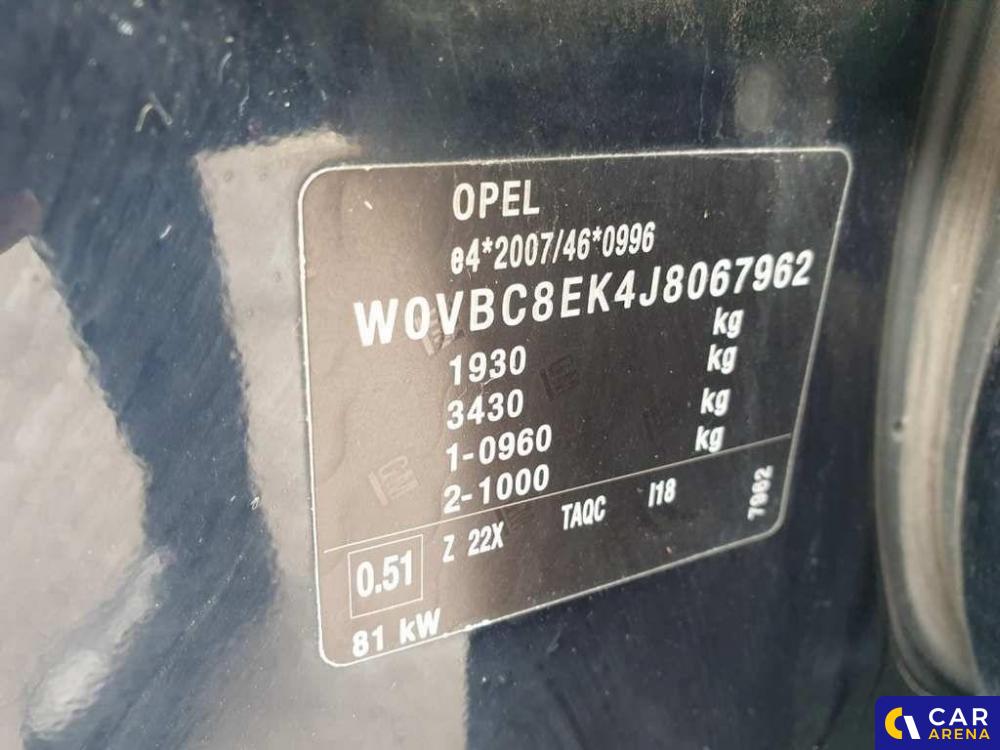 OPEL
e4*2007/46*0996
W0VBC8EK4J8067962
1930 kg
3430 kg
1-0960 kg
2-1000 kg
0.51 Z 22X TAQC /18 7962
81 kW
CAR
ARENA